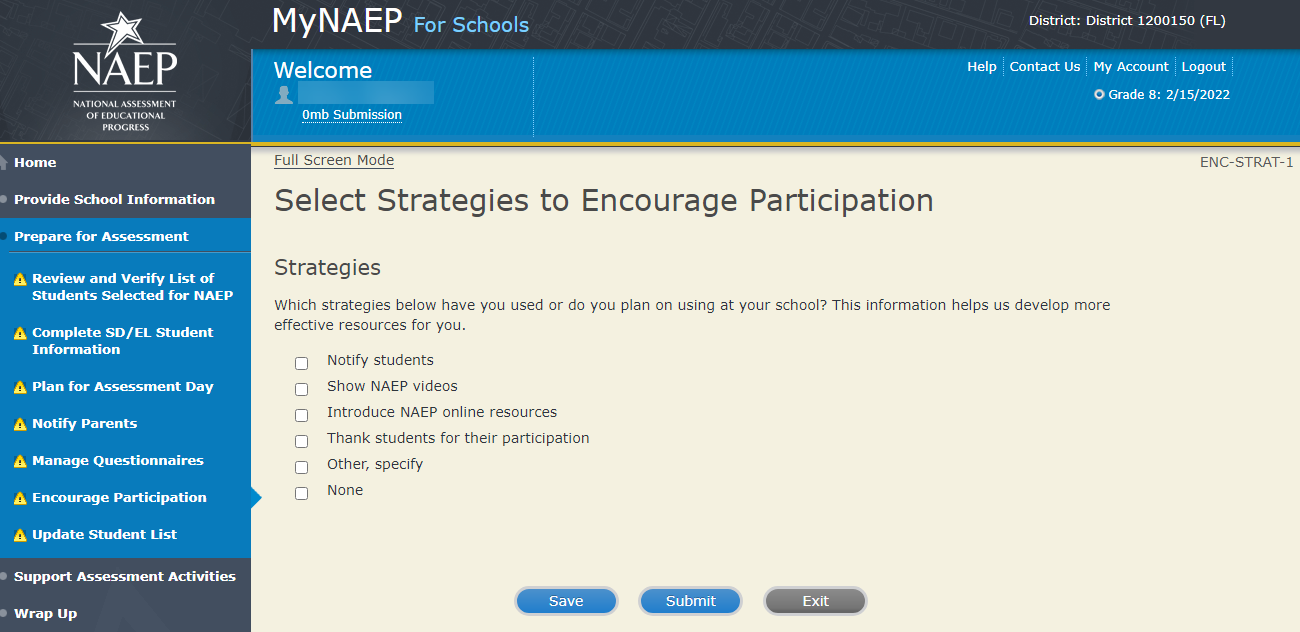 NAEP
NATIONAL ASSESSMENT
OF EDUCATIONAL
PROGRESS
MyNAEP For Schools
District: District 1200150 (FL)
Welcome
0mb Submission
Help
Contact Us
My Account
Logout
Grade 8: 2/15/2022
Home
Provide School Information
Prepare for Assessment
Review and Verify List of
Students Selected for NAEP
Complete SD/EL Student
Information
Plan for Assessment Day
Notify Parents
Manage Questionnaires
Encourage Participation
Update Student List
Support Assessment Activities
Wrap Up
Full Screen Mode
ENC-STRAT-1
Select Strategies to Encourage Participation
Strategies
Which strategies below have you used or do you plan on using at your school? This information helps us develop more
effective resources for you.
Notify students
Show NAEP videos
Introduce NAEP online resources
Thank students for their participation
Other, specify
None
Save
Submit
Exit